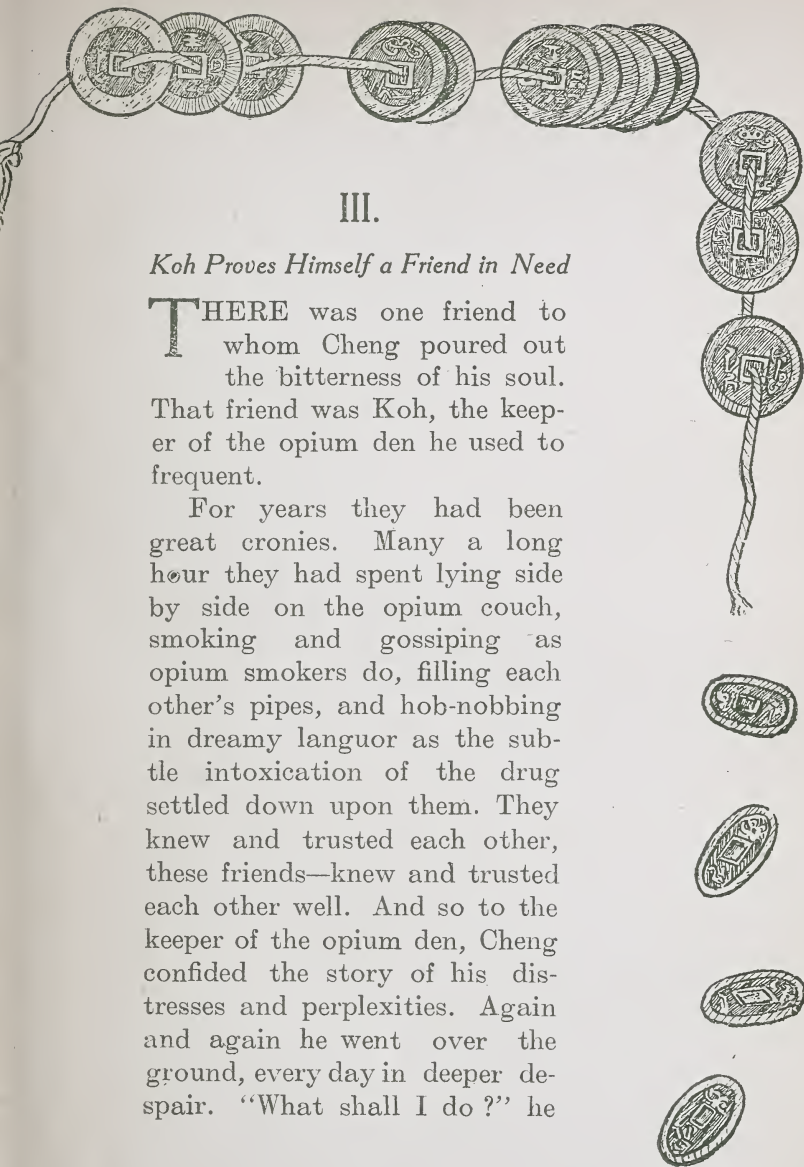 III.
Koh Proves Himself a Friend in Need
THERE was one friend to
whom Cheng poured out
the bitterness of his soul.
That friend was Koh, the keep-
er of the opium den he used to
frequent.
For years they had been
great cronies. Many a long
hour they had spent lying side
by side on the opium couch,
smoking and gossiping as
opium smokers do, filling each
other's pipes, and hob-nobbing
in dreamy languor as the sub-
tle intoxication of the drug
settled down upon them. They
knew and trusted each other,
these friends—knew and trusted
each other well. And so to the
keeper of the opium den, Cheng
confided the story of his dis-
tresses and perplexities. Again
and again he went over the
ground, every day in deeper de-
spair. "What shall I do?" he